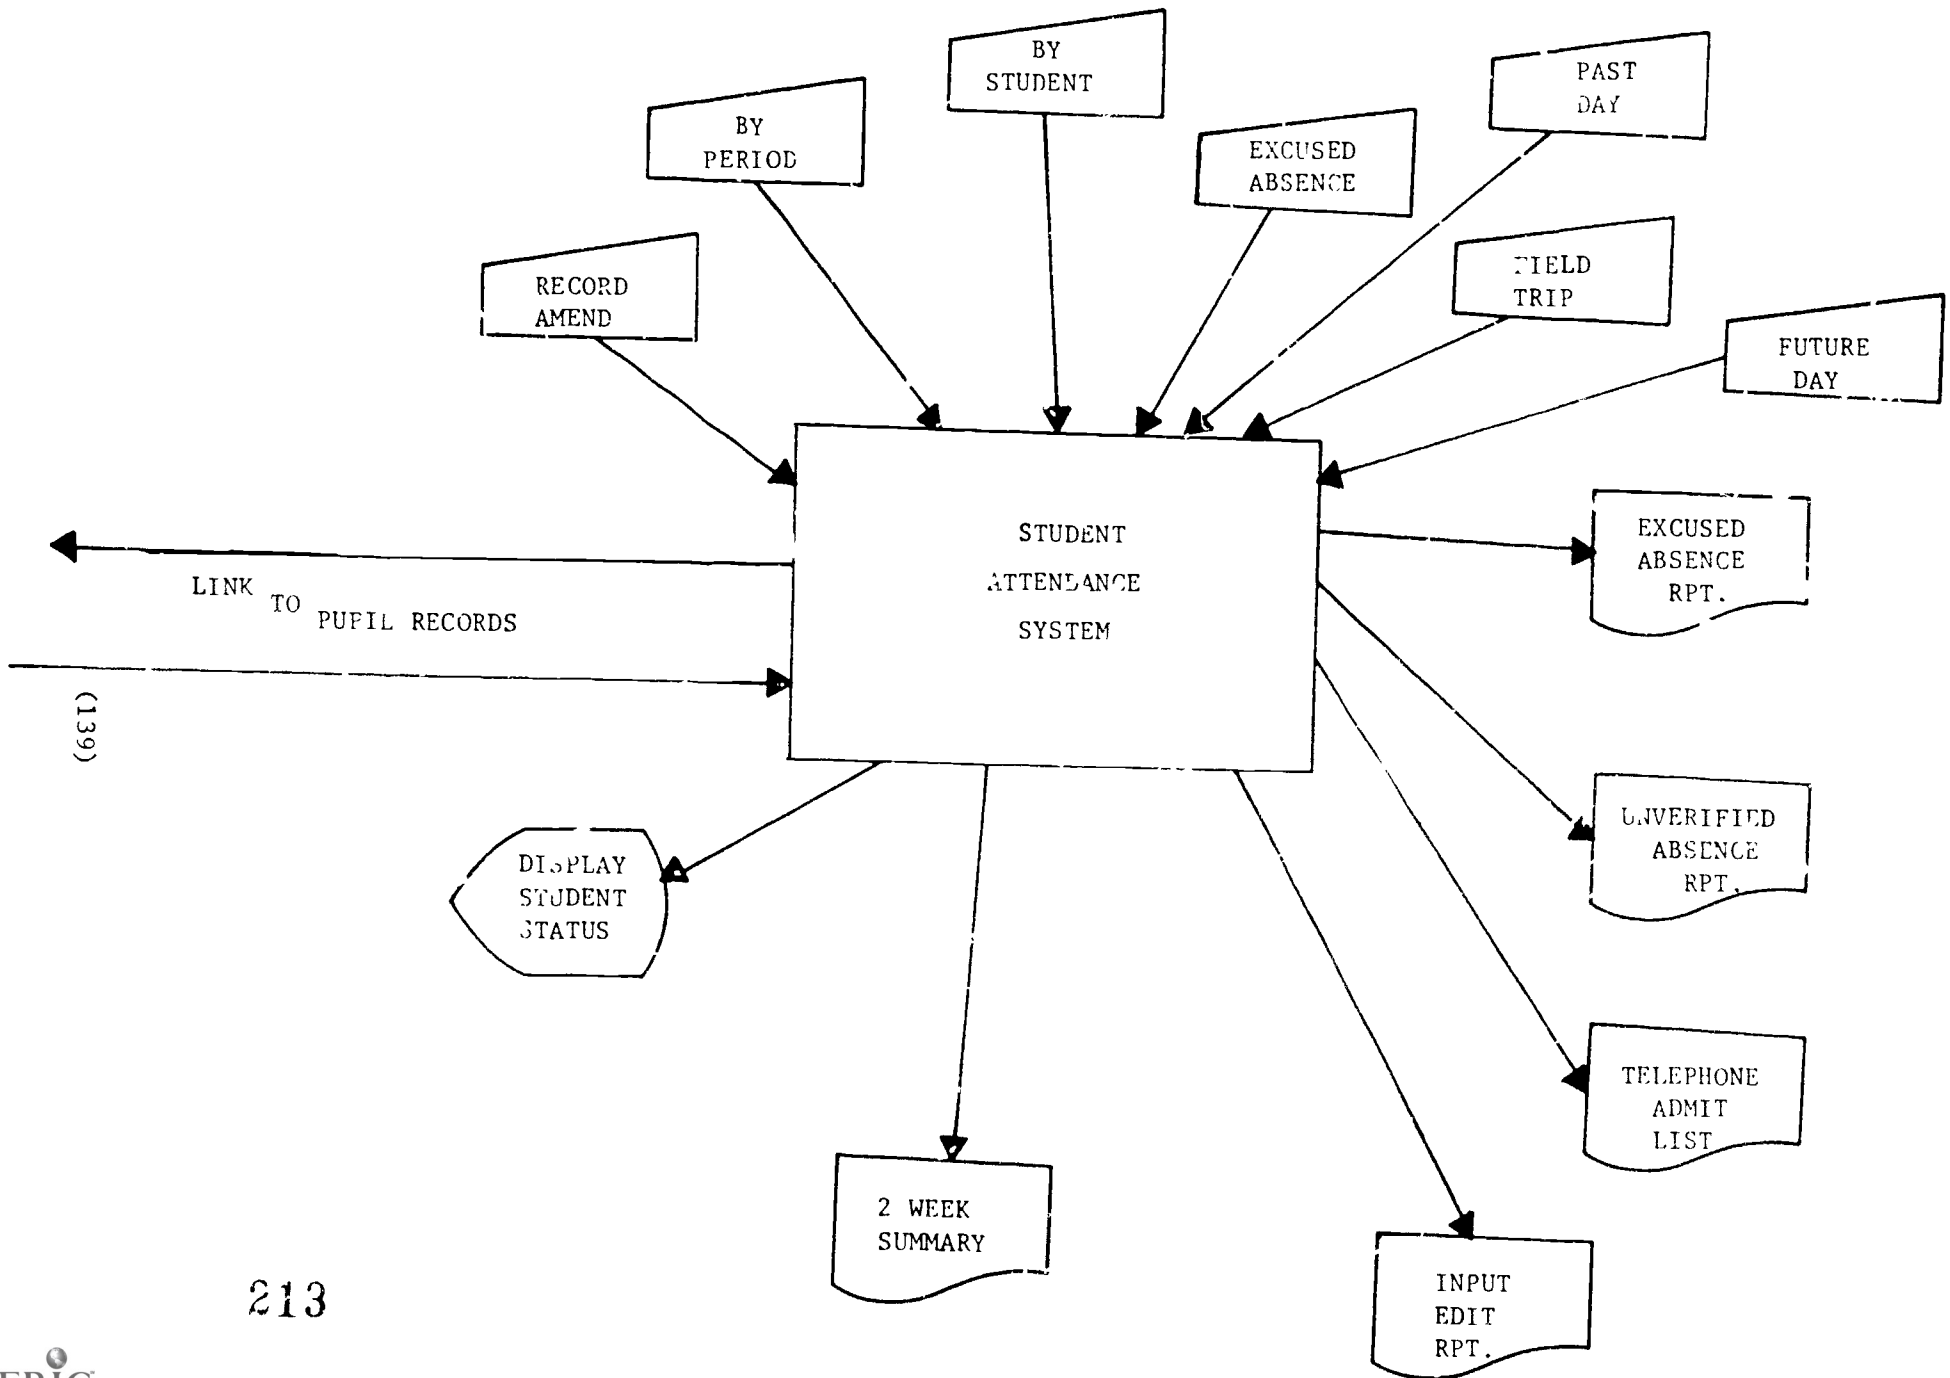 BY
STUDENT
PAST
DAY
BY
PERIOD
EXCUSED
ABSENCE
FIELD
TRIP
RECORD
AMEND
FUTURE
DAY
STUDENT
ATTENDANCE
SYSTEM
EXCUSED
ABSENCE
RPT.
LINK TO PUPIL RECORDS
(139)
UNVERIFIED
ABSENCE
RPT.
DISPLAY
STUDENT
STATUS
TELEPHONE
ADMIT
LIST
2 WEEK
SUMMARY
INPUT
EDIT
RPT.
213
ERIC